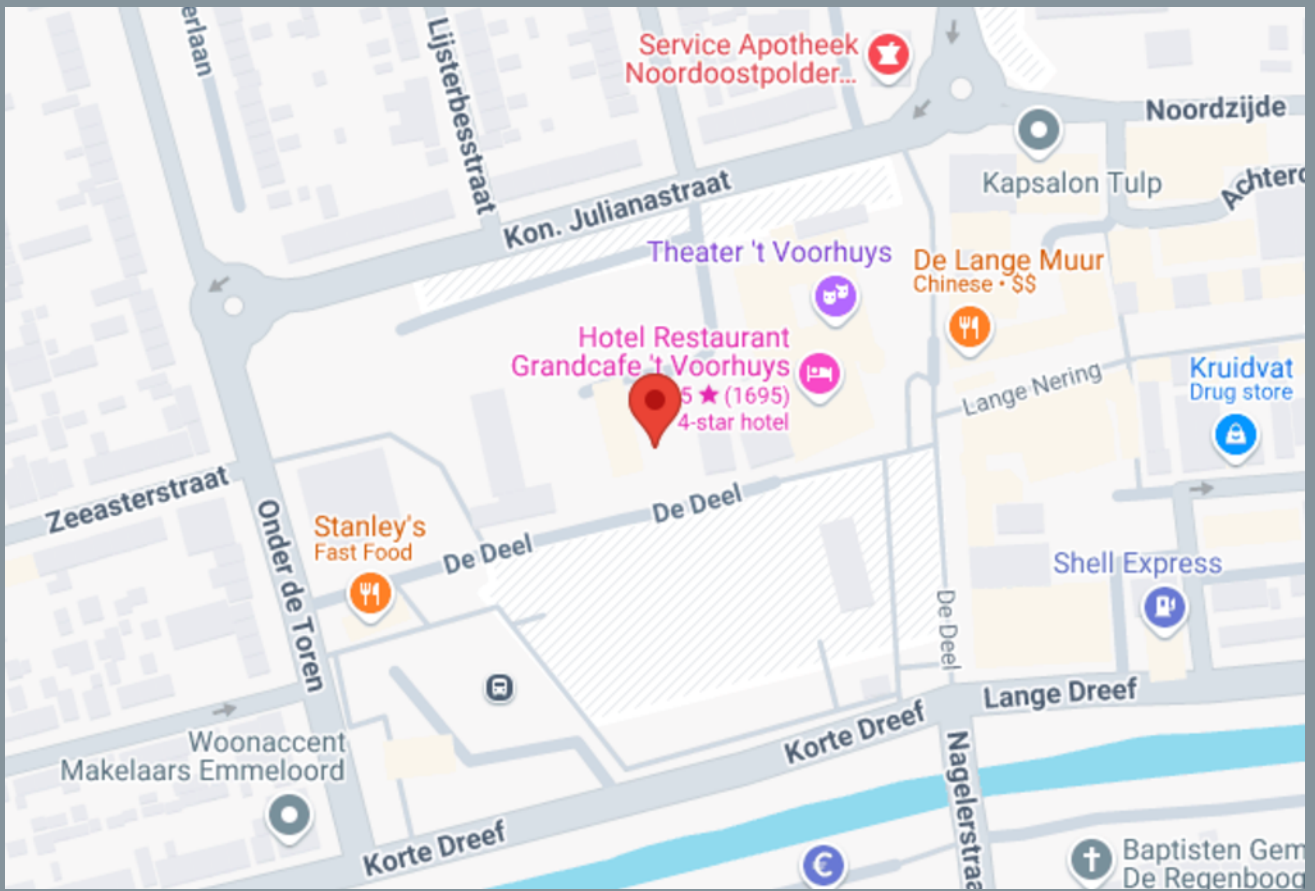 erlaan
Lijsterbesstraat
Service Apotheek
Noordoostpolder...
Noordzijde
Kapsalon Tulp
Achterd
Kon. Julianastraat
Theater 't Voorhuys
De Lange Muur
Chinese • $$
Hotel Restaurant
Grandcafe 't Voorhuys
5 ★ (1695)
4-star hotel
Lange Nering
Kruidvat
Drug store
Zeeasterstraat
Onder de Toren
Stanley's
Fast Food
De Deel
De Deel
Shell Express
De Deel
Lange Dreef
Woonaccent
Makelaars Emmeloord
Korte Dreef
Nagelerstraa
Korte Dreef
€
Baptisten Gem
De Regenboog